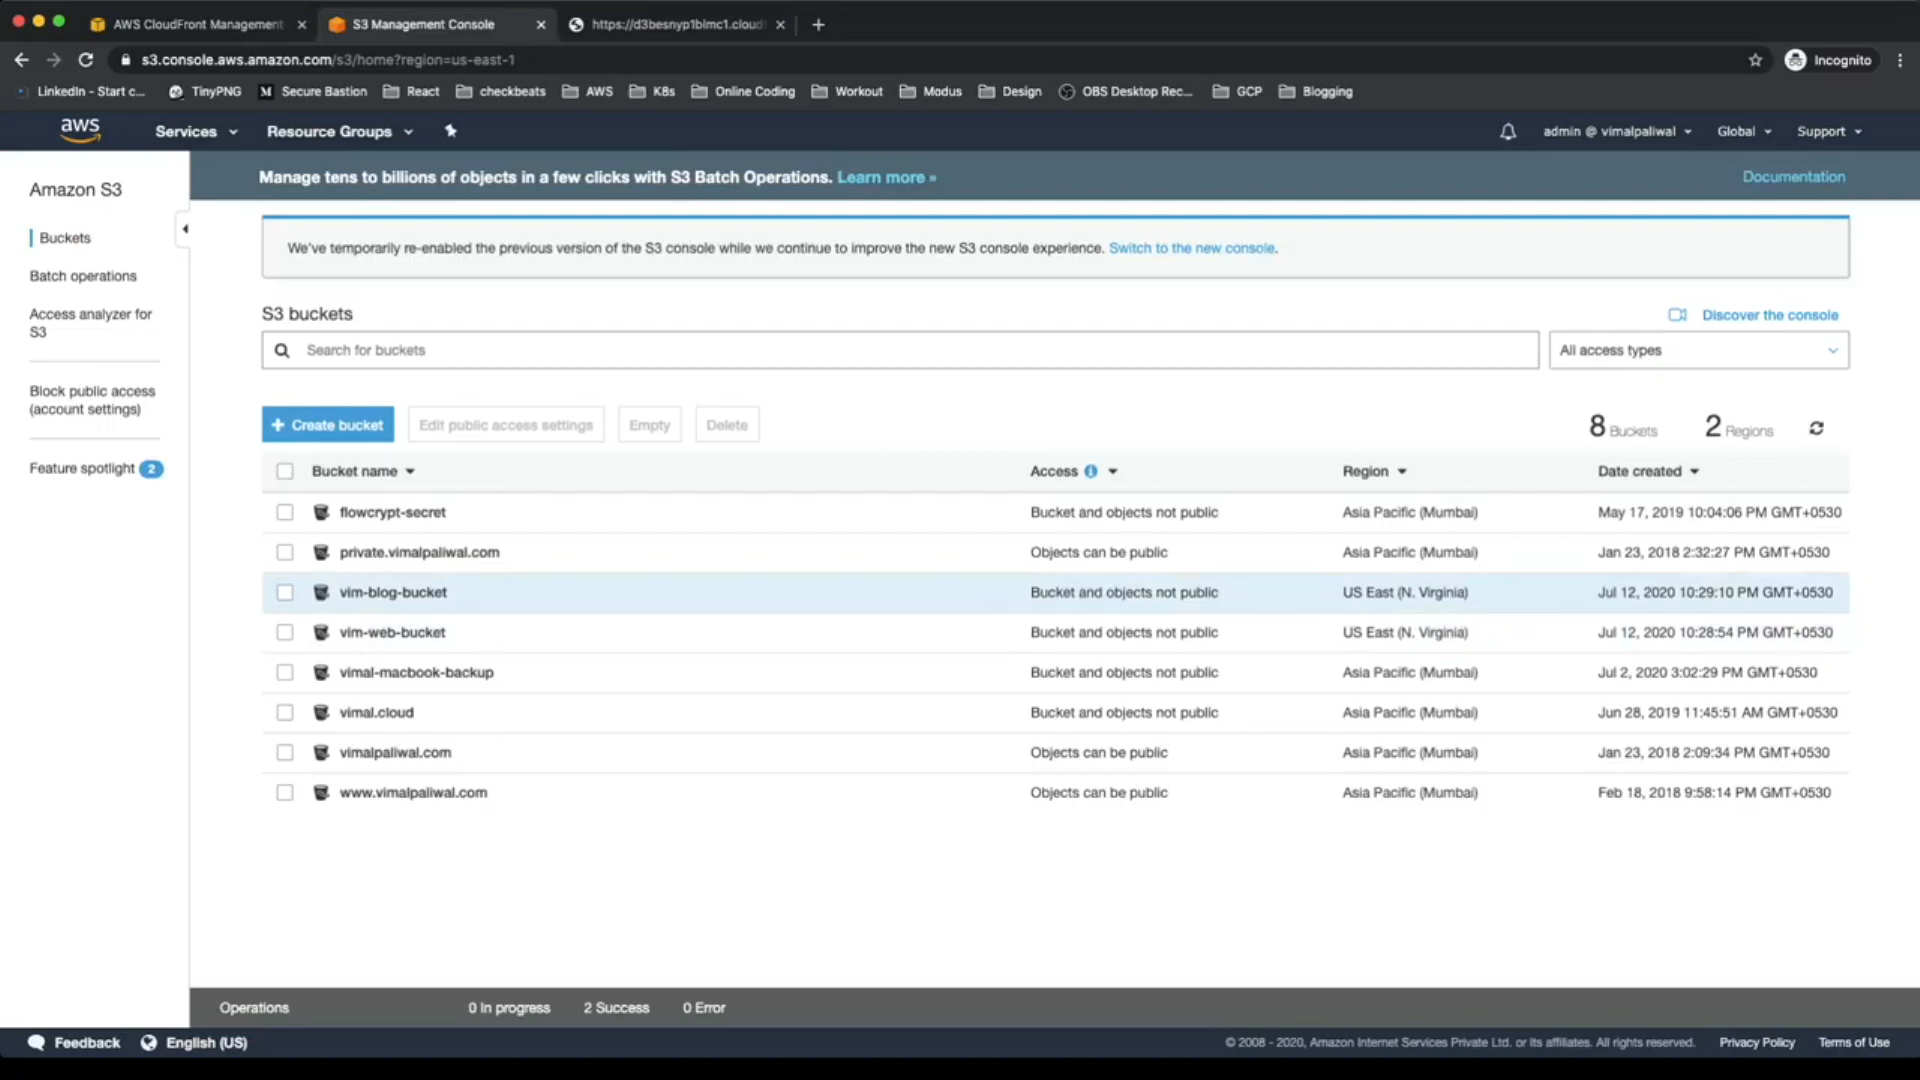 AWS CloudFront Management
S3 Management Console
https://d3besnyp1blmc1.cloud
s3.console.aws.amazon.com/s3/home?region=us-east-1
Incognito
LinkedIn - Start c...
TinyPNG
M Secure Bastion
React
checkbeats
AWS
K8s
Online Coding
Workout
Modus
Design
OBS Desktop Rec...
GCP
Blogging
aws
Services
Resource Groups
admin @ vimalpaliwal
Global
Support
Amazon S3
Buckets
Batch operations
Access analyzer for
S3
Block public access
(account settings)
Feature spotlight 2
Manage tens to billions of objects in a few clicks with S3 Batch Operations. Learn more »
Documentation
We've temporarily re-enabled the previous version of the S3 console while we continue to improve the new S3 console experience. Switch to the new console.
S3 buckets
Discover the console
Search for buckets
All access types
+ Create bucket
Edit public access settings
Empty
Delete
8 Buckets
2 Regions
Bucket name
Access
Region
Date created
flowcrypt-secret Bucket and objects not public Asia Pacific (Mumbai) May 17, 2019 10:04:06 PM GMT+0530
private.vimalpaliwal.com Objects can be public Asia Pacific (Mumbai) Jan 23, 2018 2:32:27 PM GMT+0530
vim-blog-bucket Bucket and objects not public US East (N. Virginia) Jul 12, 2020 10:29:10 PM GMT+0530
vim-web-bucket Bucket and objects not public US East (N. Virginia) Jul 12, 2020 10:28:54 PM GMT+0530
vimal-macbook-backup Bucket and objects not public Asia Pacific (Mumbai) Jul 2, 2020 3:02:29 PM GMT+0530
vimal.cloud Bucket and objects not public Asia Pacific (Mumbai) Jun 28, 2019 11:45:51 AM GMT+0530
vimalpaliwal.com Objects can be public Asia Pacific (Mumbai) Jan 23, 2018 2:09:34 PM GMT+0530
www.vimalpaliwal.com Objects can be public Asia Pacific (Mumbai) Feb 18, 2018 9:58:14 PM GMT+0530
Operations
0 In progress
2 Success
0 Error
Feedback
English (US)
© 2008 - 2020, Amazon Internet Services Private Ltd. or its affiliates. All rights reserved.
Privacy Policy
Terms of Use